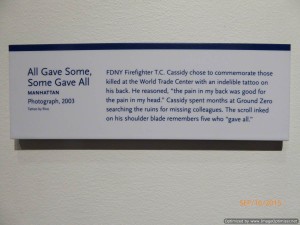 All Gave Some,
Some Gave All
MANHATTAN
Photograph, 2003
FDNY Firefighter T.C. Cassidy chose to commemorate those
killed at the World Trade Center with an indelible tattoo on
his back. He reasoned, "the pain in my back was good for
the pain in my head." Cassidy spent months at Ground Zero
searching the ruins for missing colleagues. The scroll inked
on his shoulder blade remembers five who "gave all."